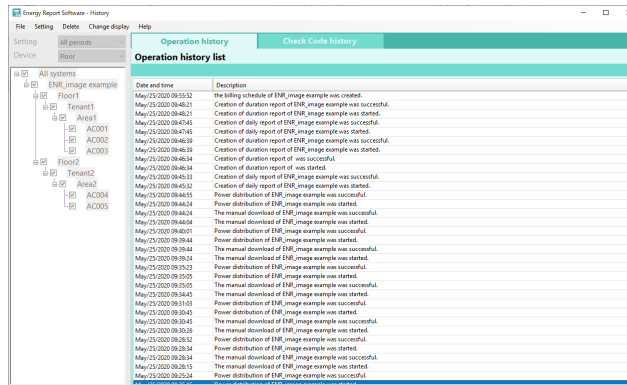 Energy Report Software - History
File Setting Delete Change display Help
Setting All periods
Device Floor
All systems
ENR_image example
Floor1
Tenant1
Area1
AC001
AC002
AC003
Floor2
Tenant2
Area2
AC004
AC005
Operation history Check Code history
Operation history list
Date and time Description
May/25/2020 09:55:52 the billing schedule of ENR_image example was created.
May/25/2020 09:48:21 Creation of duration report of ENR_image example was successful.
May/25/2020 09:48:21 Creation of duration report of ENR_image example was started.
May/25/2020 09:47:45 Creation of daily report of ENR_image example was successful.
May/25/2020 09:47:45 Creation of daily report of ENR_image example was started.
May/25/2020 09:46:39 Creation of duration report of ENR_image example was successful.
May/25/2020 09:46:39 Creation of duration report of ENR_image example was started.
May/25/2020 09:46:34 Creation of duration report of was successful.
May/25/2020 09:46:34 Creation of duration report of was started.
May/25/2020 09:45:33 Creation of daily report of ENR_image example was successful.
May/25/2020 09:45:32 Creation of daily report of ENR_image example was started.
May/25/2020 09:44:55 Power distribution of ENR_image example was successful.
May/25/2020 09:44:24 Power distribution of ENR_image example was started.
May/25/2020 09:44:24 The manual download of ENR_image example was successful.
May/25/2020 09:44:04 The manual download of ENR_image example was started.
May/25/2020 09:40:01 Power distribution of ENR_image example was successful.
May/25/2020 09:39:44 Power distribution of ENR_image example was started.
May/25/2020 09:39:44 The manual download of ENR_image example was successful.
May/25/2020 09:39:24 The manual download of ENR_image example was started.
May/25/2020 09:35:23 Power distribution of ENR_image example was successful.
May/25/2020 09:35:05 Power distribution of ENR_image example was started.
May/25/2020 09:35:05 The manual download of ENR_image example was successful.
May/25/2020 09:34:45 The manual download of ENR_image example was started.
May/25/2020 09:31:03 Power distribution of ENR_image example was successful.
May/25/2020 09:30:45 Power distribution of ENR_image example was started.
May/25/2020 09:30:45 The manual download of ENR_image example was successful.
May/25/2020 09:30:26 The manual download of ENR_image example was started.
May/25/2020 09:28:52 Power distribution of ENR_image example was successful.
May/25/2020 09:28:34 Power distribution of ENR_image example was started.
May/25/2020 09:28:34 The manual download of ENR_image example was successful.
May/25/2020 09:28:15 The manual download of ENR_image example was started.
May/25/2020 09:25:24 Power distribution of ENR_image example was successful.